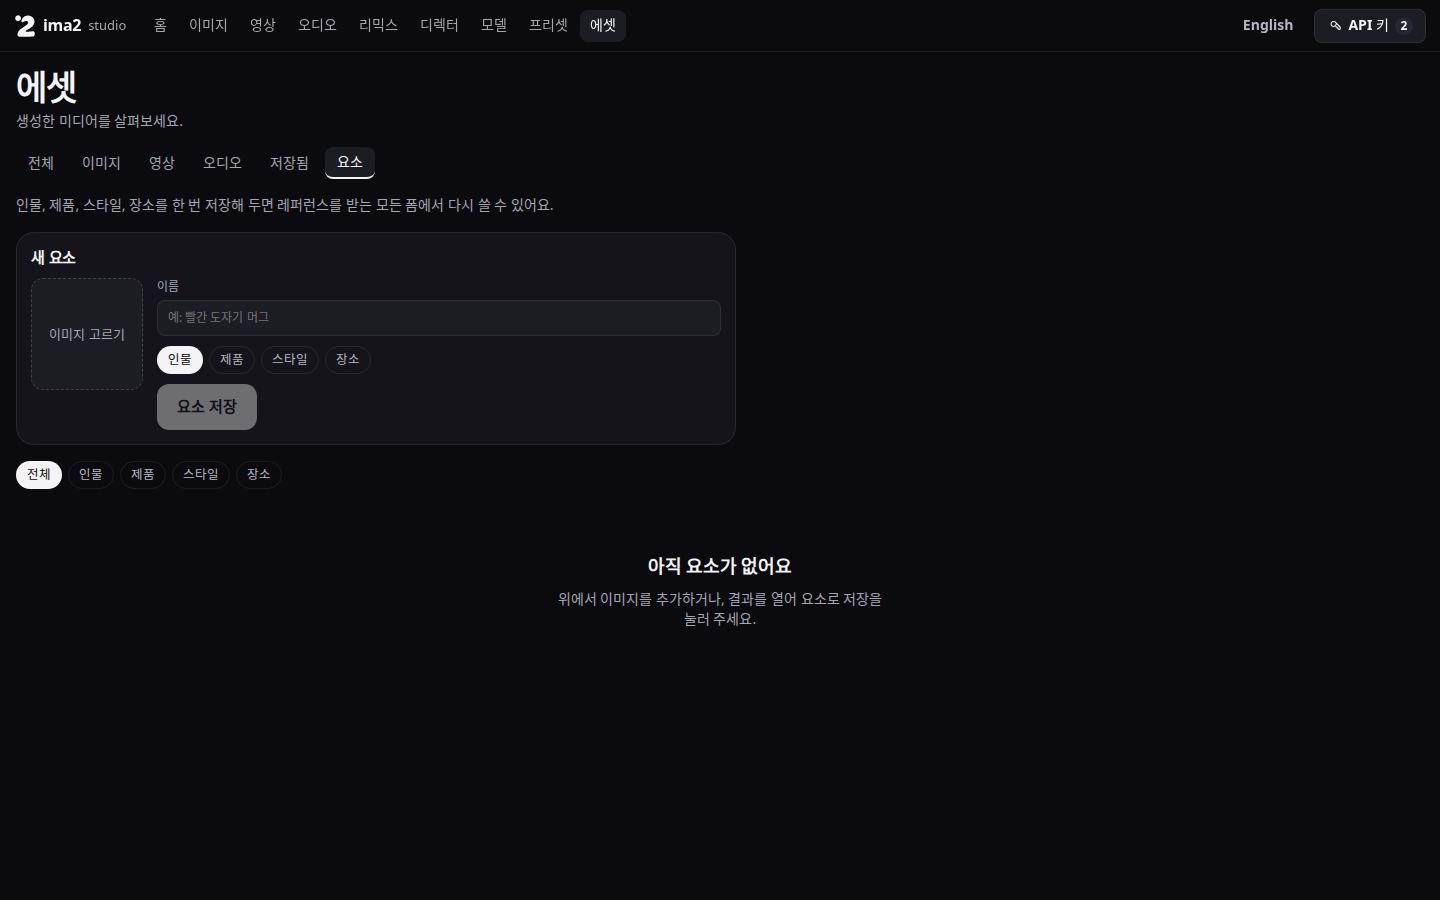 ima2 studio 홈 이미지 영상 오디오 리믹스 디렉터 모델 프리셋 에셋 English API 키 2
에셋
생성한 미디어를 살펴보세요.
전체 이미지 영상 오디오 저장됨 요소
인물, 제품, 스타일, 장소를 한 번 저장해 두면 레퍼런스를 받는 모든 폼에서 다시 쓸 수 있어요.
새 요소
이미지 고르기
이름
예: 빨간 도자기 머그
인물 제품 스타일 장소
요소 저장
전체 인물 제품 스타일 장소
아직 요소가 없어요
위에서 이미지를 추가하거나, 결과를 열어 요소로 저장을
눌러 주세요.